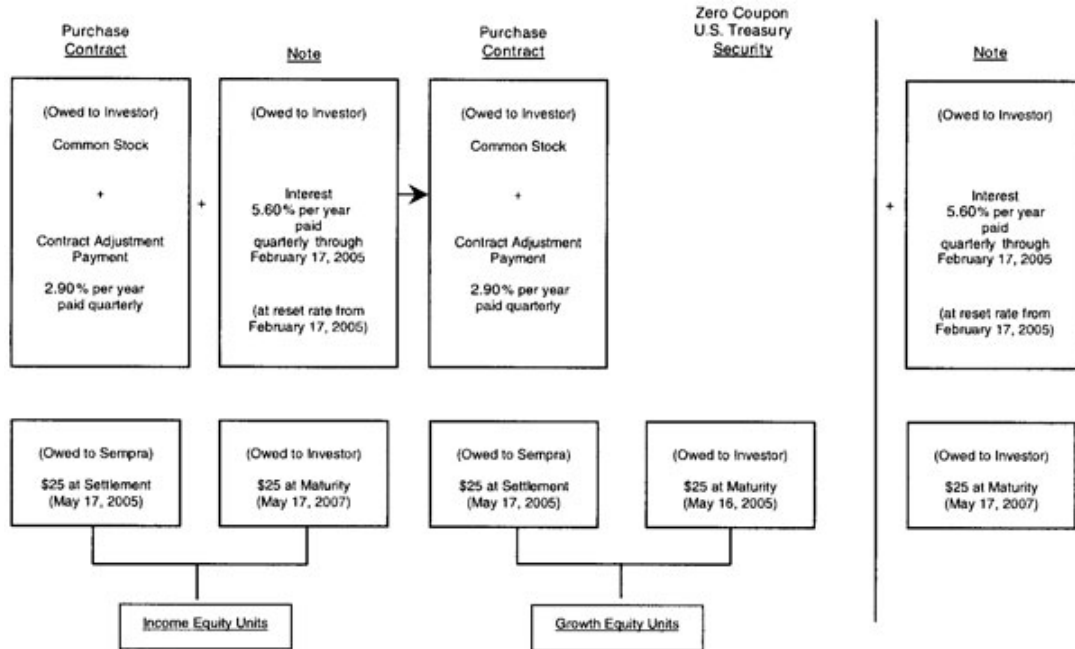 Purchase
Contract
Note
Purchase
Contract
Zero Coupon
U.S. Treasury
Security
Note
(Owed to Investor)
Common Stock
+
Contract Adjustment
Payment
2.90% per year
paid quarterly
+
(Owed to Investor)
Interest
5.60% per year
paid
quarterly through
February 17, 2005
(at reset rate from
February 17, 2005)
(Owed to Investor)
Common Stock
+
Contract Adjustment
Payment
2.90% per year
paid quarterly
+
(Owed to Investor)
Interest
5.60% per year
paid
quarterly through
February 17, 2005
(at reset rate from
February 17, 2005)
(Owed to Sempra)
$25 at Settlement
(May 17, 2005)
(Owed to Investor)
$25 at Maturity
(May 17, 2007)
(Owed to Sempra)
$25 at Settlement
(May 17, 2005)
(Owed to Investor)
$25 at Maturity
(May 16, 2005)
(Owed to Investor)
$25 at Maturity
(May 17, 2007)
Income Equity Units
Growth Equity Units